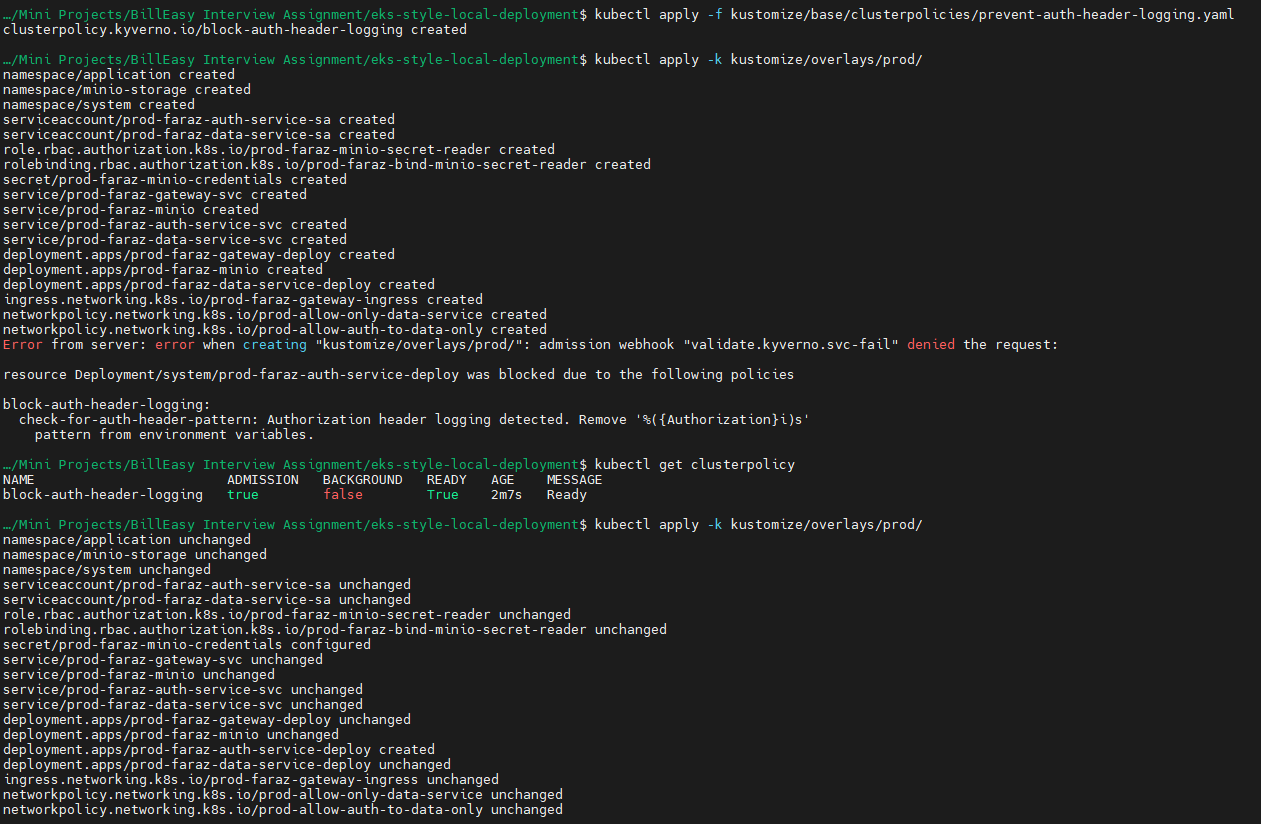 …/Mini Projects/BillEasy Interview Assignment/eks-style-local-deployment$ kubectl apply -f kustomize/base/clusterpolicies/prevent-auth-header-logging.yaml
clusterpolicy.kyverno.io/block-auth-header-logging created
…/Mini Projects/BillEasy Interview Assignment/eks-style-local-deployment$ kubectl apply -k kustomize/overlays/prod/
namespace/application created
namespace/minio-storage created
namespace/system created
serviceaccount/prod-faraz-auth-service-sa created
serviceaccount/prod-faraz-data-service-sa created
role.rbac.authorization.k8s.io/prod-faraz-minio-secret-reader created
rolebinding.rbac.authorization.k8s.io/prod-faraz-bind-minio-secret-reader created
secret/prod-faraz-minio-credentials created
service/prod-faraz-gateway-svc created
service/prod-faraz-minio created
service/prod-faraz-auth-service-svc created
service/prod-faraz-data-service-svc created
deployment.apps/prod-faraz-gateway-deploy created
deployment.apps/prod-faraz-minio created
deployment.apps/prod-faraz-data-service-deploy created
ingress.networking.k8s.io/prod-faraz-gateway-ingress created
networkpolicy.networking.k8s.io/prod-allow-only-data-service created
networkpolicy.networking.k8s.io/prod-allow-auth-to-data-only created
Error from server: error when creating "kustomize/overlays/prod/": admission webhook "validate.kyverno.svc-fail" denied the request:
resource Deployment/system/prod-faraz-auth-service-deploy was blocked due to the following policies
block-auth-header-logging:
check-for-auth-header-pattern: Authorization header logging detected. Remove '%({Authorization}i)s'
pattern from environment variables.
…/Mini Projects/BillEasy Interview Assignment/eks-style-local-deployment$ kubectl get clusterpolicy
NAME ADMISSION BACKGROUND READY AGE MESSAGE
block-auth-header-logging true false True 2m7s Ready
…/Mini Projects/BillEasy Interview Assignment/eks-style-local-deployment$ kubectl apply -k kustomize/overlays/prod/
namespace/application unchanged
namespace/minio-storage unchanged
namespace/system unchanged
serviceaccount/prod-faraz-auth-service-sa unchanged
serviceaccount/prod-faraz-data-service-sa unchanged
role.rbac.authorization.k8s.io/prod-faraz-minio-secret-reader unchanged
rolebinding.rbac.authorization.k8s.io/prod-faraz-bind-minio-secret-reader unchanged
secret/prod-faraz-minio-credentials configured
service/prod-faraz-gateway-svc unchanged
service/prod-faraz-minio unchanged
service/prod-faraz-auth-service-svc unchanged
service/prod-faraz-data-service-svc unchanged
deployment.apps/prod-faraz-gateway-deploy unchanged
deployment.apps/prod-faraz-minio unchanged
deployment.apps/prod-faraz-auth-service-deploy created
deployment.apps/prod-faraz-data-service-deploy unchanged
ingress.networking.k8s.io/prod-faraz-gateway-ingress unchanged
networkpolicy.networking.k8s.io/prod-allow-only-data-service unchanged
networkpolicy.networking.k8s.io/prod-allow-auth-to-data-only unchanged